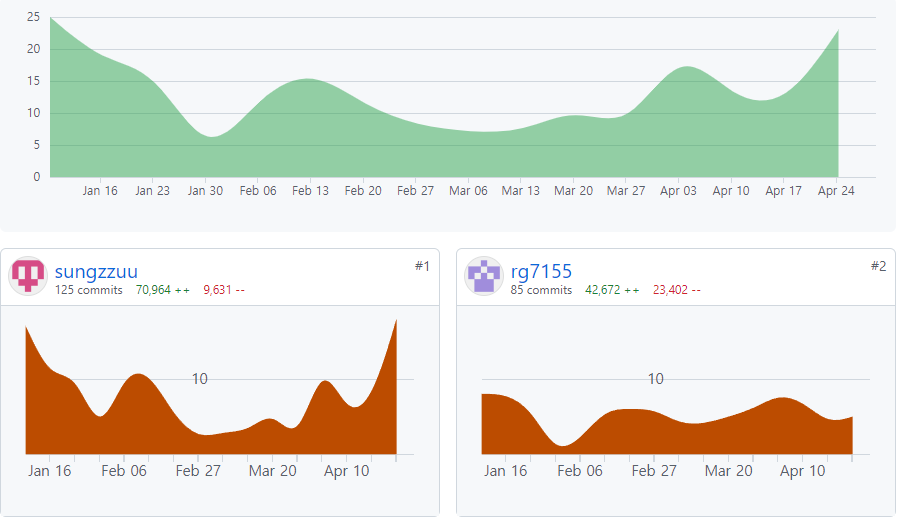 25
20
15
10
5
0
Jan 16 Jan 23 Jan 30 Feb 06 Feb 13 Feb 20 Feb 27 Mar 06 Mar 13 Mar 20 Mar 27 Apr 03 Apr 10 Apr 17 Apr 24
sungzzuu #1
125 commits 70,964 ++ 9,631 --
10
Jan 16 Feb 06 Feb 27 Mar 20 Apr 10
rg7155 #2
85 commits 42,672 ++ 23,402 --
10
Jan 16 Feb 06 Feb 27 Mar 20 Apr 10